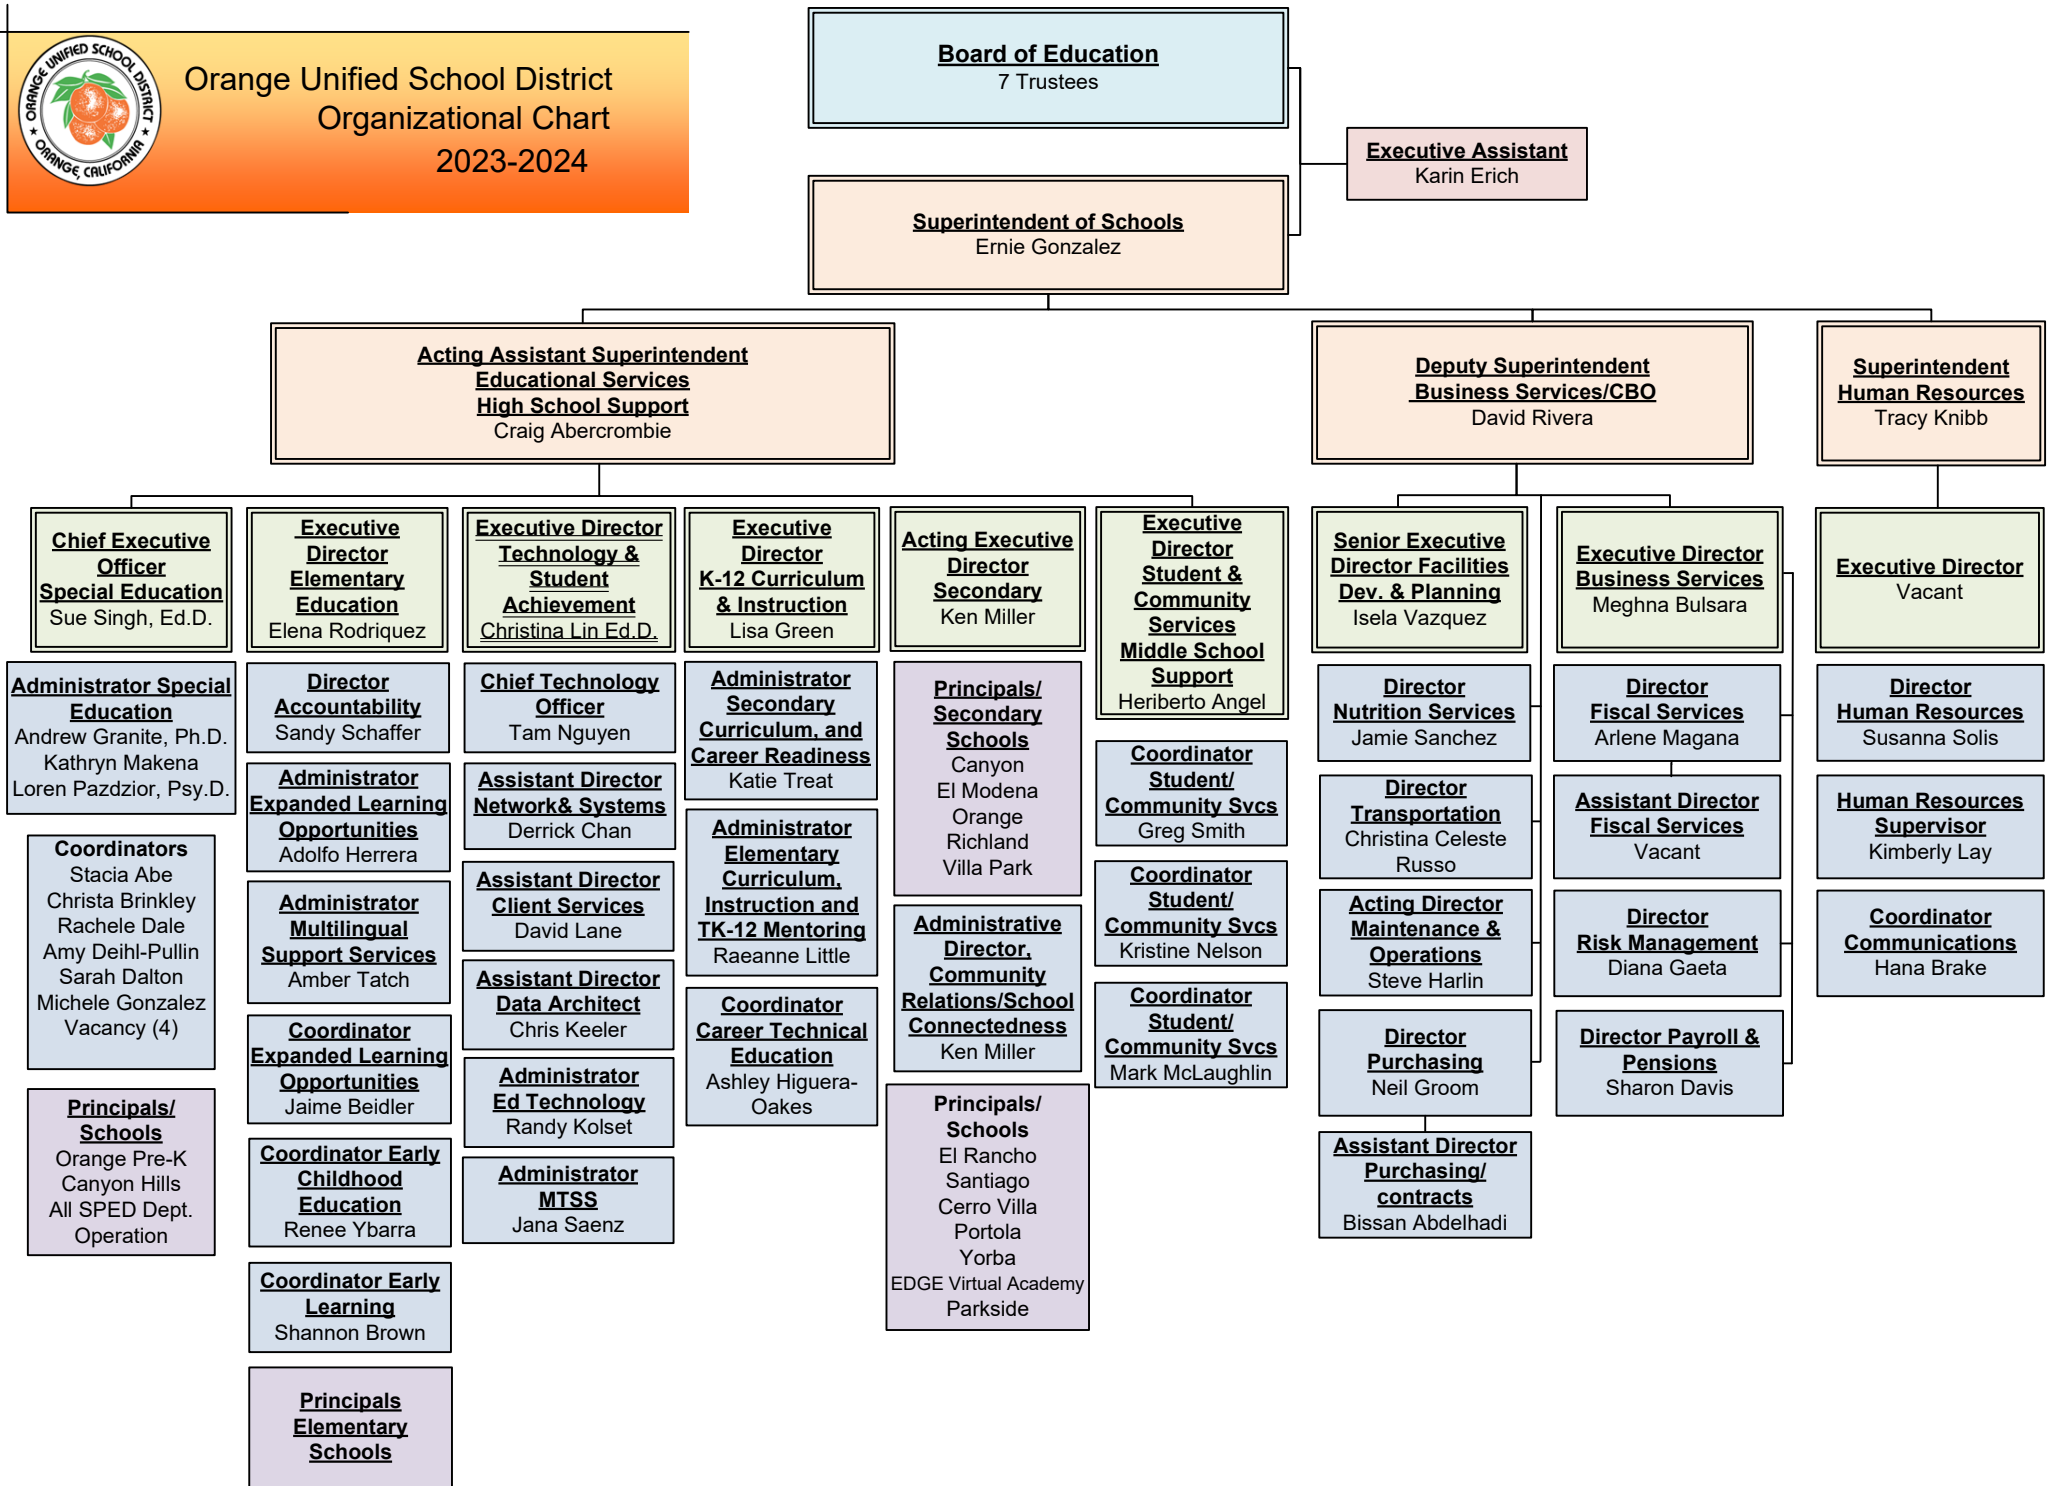 ORANGE UNIFIED SCHOOL DISTRICT
★ ORANGE, CALIFORNIA ★
Orange Unified School District
Organizational Chart
2023-2024
Board of Education
7 Trustees
Executive Assistant
Karin Erich
Superintendent of Schools
Ernie Gonzalez
Acting Assistant Superintendent
Educational Services
High School Support
Craig Abercrombie
Deputy Superintendent
Business Services/CBO
David Rivera
Superintendent
Human Resources
Tracy Knibb
Chief Executive
Officer
Special Education
Sue Singh, Ed.D.
Administrator Special
Education
Andrew Granite, Ph.D.
Kathryn Makena
Loren Pazdzior, Psy.D.
Coordinators
Stacia Abe
Christa Brinkley
Rachele Dale
Amy Deihl-Pullin
Sarah Dalton
Michele Gonzalez
Vacancy (4)
Principals/
Schools
Orange Pre-K
Canyon Hills
All SPED Dept.
Operation
Executive
Director
Elementary
Education
Elena Rodriquez
Director
Accountability
Sandy Schaffer
Administrator
Expanded Learning
Opportunities
Adolfo Herrera
Administrator
Multilingual
Support Services
Amber Tatch
Coordinator
Expanded Learning
Opportunities
Jaime Beidler
Coordinator Early
Childhood
Education
Renee Ybarra
Coordinator Early
Learning
Shannon Brown
Principals
Elementary
Schools
Executive Director
Technology &
Student
Achievement
Christina Lin Ed.D.
Chief Technology
Officer
Tam Nguyen
Assistant Director
Network& Systems
Derrick Chan
Assistant Director
Client Services
David Lane
Assistant Director
Data Architect
Chris Keeler
Administrator
Ed Technology
Randy Kolset
Administrator
MTSS
Jana Saenz
Executive
Director
K-12 Curriculum
& Instruction
Lisa Green
Administrator
Secondary
Curriculum, and
Career Readiness
Katie Treat
Administrator
Elementary
Curriculum,
Instruction and
TK-12 Mentoring
Raeanne Little
Coordinator
Career Technical
Education
Ashley Higuera-
Oakes
Acting Executive
Director
Secondary
Ken Miller
Principals/
Secondary
Schools
Canyon
El Modena
Orange
Richland
Villa Park
Administrative
Director,
Community
Relations/School
Connectedness
Ken Miller
Principals/
Schools
El Rancho
Santiago
Cerro Villa
Portola
Yorba
EDGE Virtual Academy
Parkside
Executive
Director
Student &
Community
Services
Middle School
Support
Heriberto Angel
Coordinator
Student/
Community Svcs
Greg Smith
Coordinator
Student/
Community Svcs
Kristine Nelson
Coordinator
Student/
Community Svcs
Mark McLaughlin
Senior Executive
Director Facilities
Dev. & Planning
Isela Vazquez
Director
Nutrition Services
Jamie Sanchez
Director
Transportation
Christina Celeste
Russo
Acting Director
Maintenance &
Operations
Steve Harlin
Director
Purchasing
Neil Groom
Assistant Director
Purchasing/
contracts
Bissan Abdelhadi
Executive Director
Business Services
Meghna Bulsara
Director
Fiscal Services
Arlene Magana
Assistant Director
Fiscal Services
Vacant
Director
Risk Management
Diana Gaeta
Director Payroll &
Pensions
Sharon Davis
Executive Director
Vacant
Director
Human Resources
Susanna Solis
Human Resources
Supervisor
Kimberly Lay
Coordinator
Communications
Hana Brake